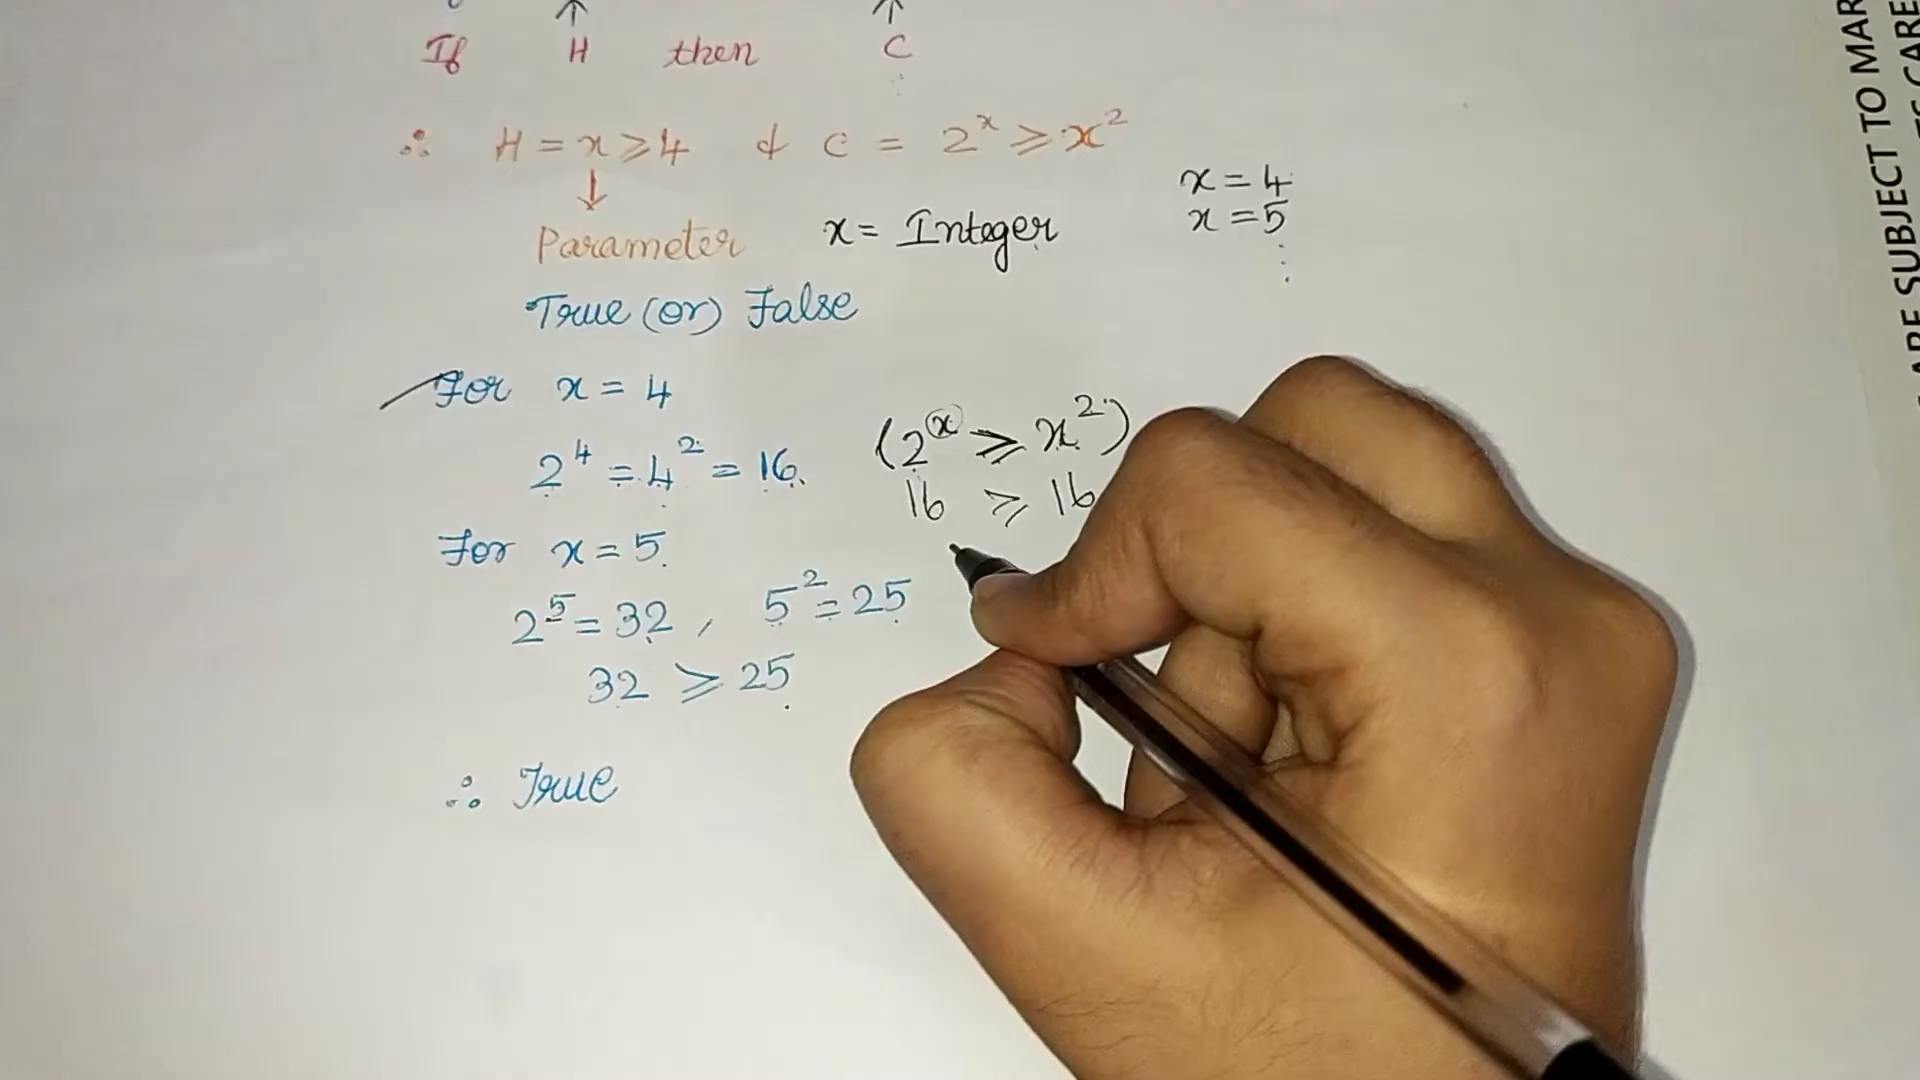 If H then C
∴ H = x ≥ 4 & C = 2^x ≥ x^2
x = 4
Parameter x = Integer x = 5
True (or) False
For x = 4
(2^x ≥ x^2)
2^4 = 4^2 = 16
16 ≥ 16
For x = 5
2^5 = 32 , 5^2 = 25
32 ≥ 25
∴ True
ARE SUBJECT TO MAR